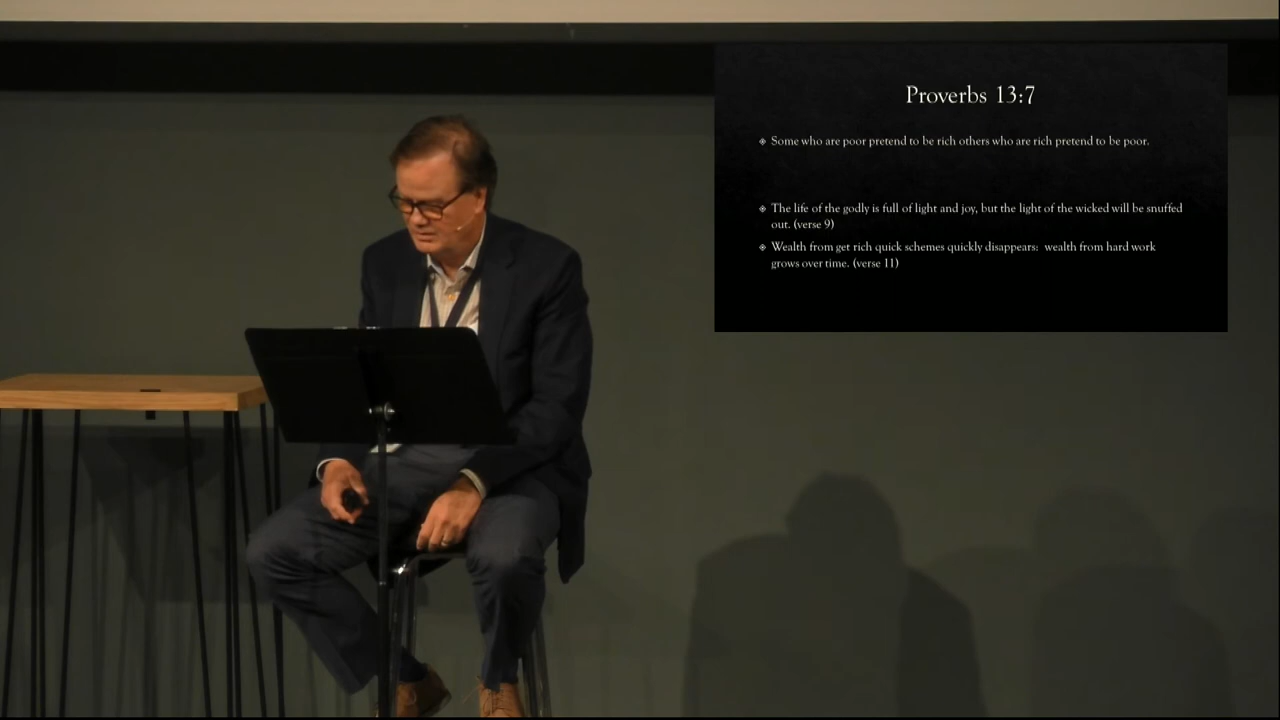 Proverbs 13:7
Some who are poor pretend to be rich others who are rich pretend to be poor.
The life of the godly is full of light and joy, but the light of the wicked will be snuffed
out. (verse 9)
Wealth from get rich quick schemes quickly disappears: wealth from hard work
grows over time. (verse 11)